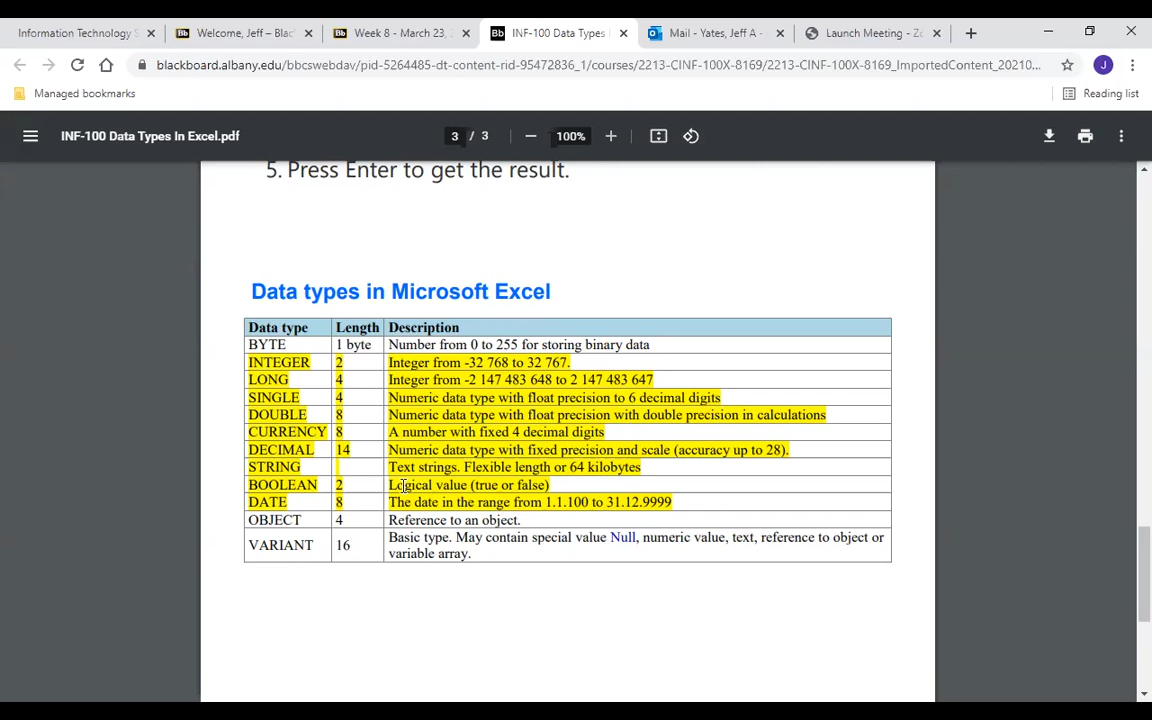 Information Technology S
Welcome, Jeff – Blac
Week 8 - March 23,
INF-100 Data Types
Mail - Yates, Jeff A -
Launch Meeting - Zo
blackboard.albany.edu/bbcswebdav/pid-5264485-dt-content-rid-95472836_1/courses/2213-CINF-100X-8169/2213-CINF-100X-8169_ImportedContent_20210...
J
Managed bookmarks
Reading list
INF-100 Data Types In Excel.pdf
3 / 3
100%
5. Press Enter to get the result.
Data types in Microsoft Excel
Data type Length Description
BYTE 1 byte Number from 0 to 255 for storing binary data
INTEGER 2 Integer from -32 768 to 32 767.
LONG 4 Integer from -2 147 483 648 to 2 147 483 647
SINGLE 4 Numeric data type with float precision to 6 decimal digits
DOUBLE 8 Numeric data type with float precision with double precision in calculations
CURRENCY 8 A number with fixed 4 decimal digits
DECIMAL 14 Numeric data type with fixed precision and scale (accuracy up to 28).
STRING Text strings. Flexible length or 64 kilobytes
BOOLEAN 2 Logical value (true or false)
DATE 8 The date in the range from 1.1.100 to 31.12.9999
OBJECT 4 Reference to an object.
VARIANT 16 Basic type. May contain special value Null, numeric value, text, reference to object or
variable array.